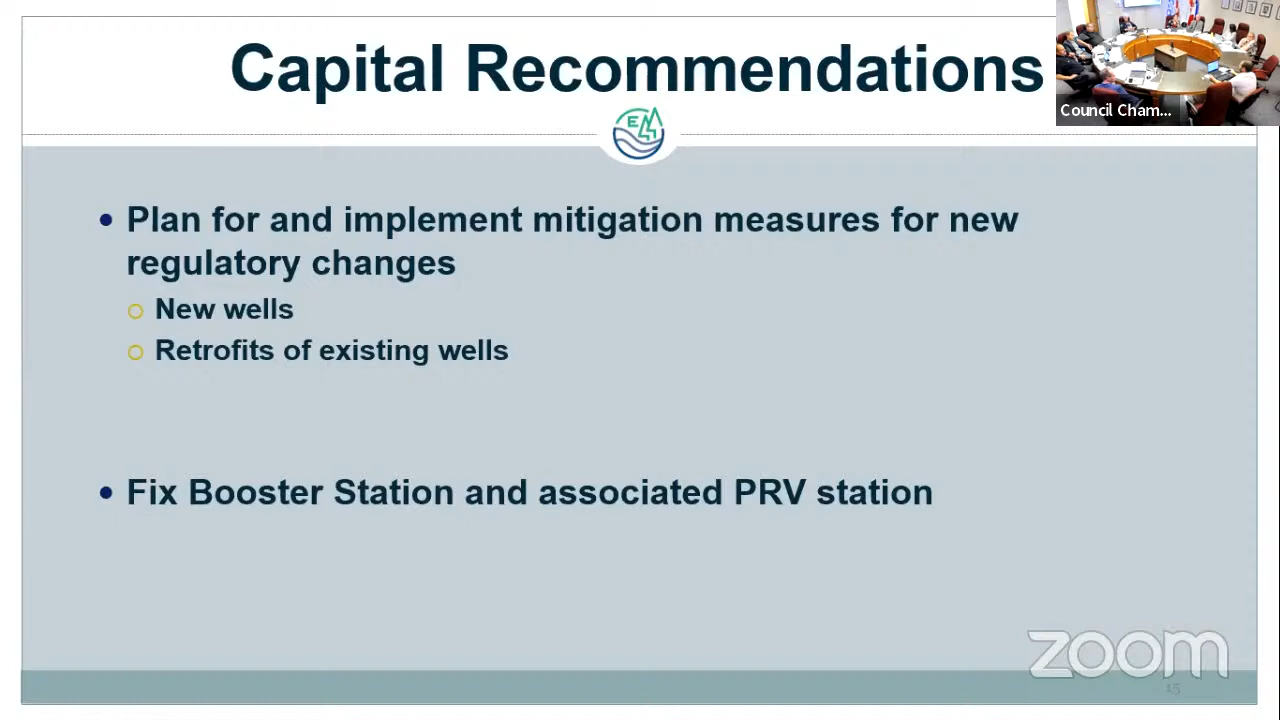 Capital Recommendations
Council Cham...
E
Plan for and implement mitigation measures for new
regulatory changes
New wells
Retrofits of existing wells
Fix Booster Station and associated PRV station
zoom
15